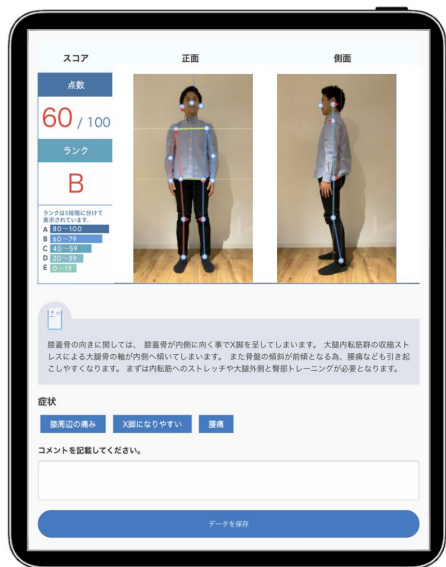 スコア
正面
側面
点数
60 / 100
ランク
B
ランクは5段階に分けて
表示されています。
A 80〜100
B 60〜79
C 40〜59
D 20〜39
E 0〜19
膝蓋骨の向きに関しては、 膝蓋骨が内側に向く事でX脚を呈してしまいます。 大腿内転筋群の収縮スト
レスによる大腿骨の軸が内側へ傾いてしまいます。 また骨盤の傾斜が前傾となる為、腰痛なども引き起
こしやすくなります。 まずは内転筋へのストレッチや大腿外側と臀部トレーニングが必要となります。
症状
膝周辺の痛み
X脚になりやすい
腰痛
コメントを記載してください。
データを保存